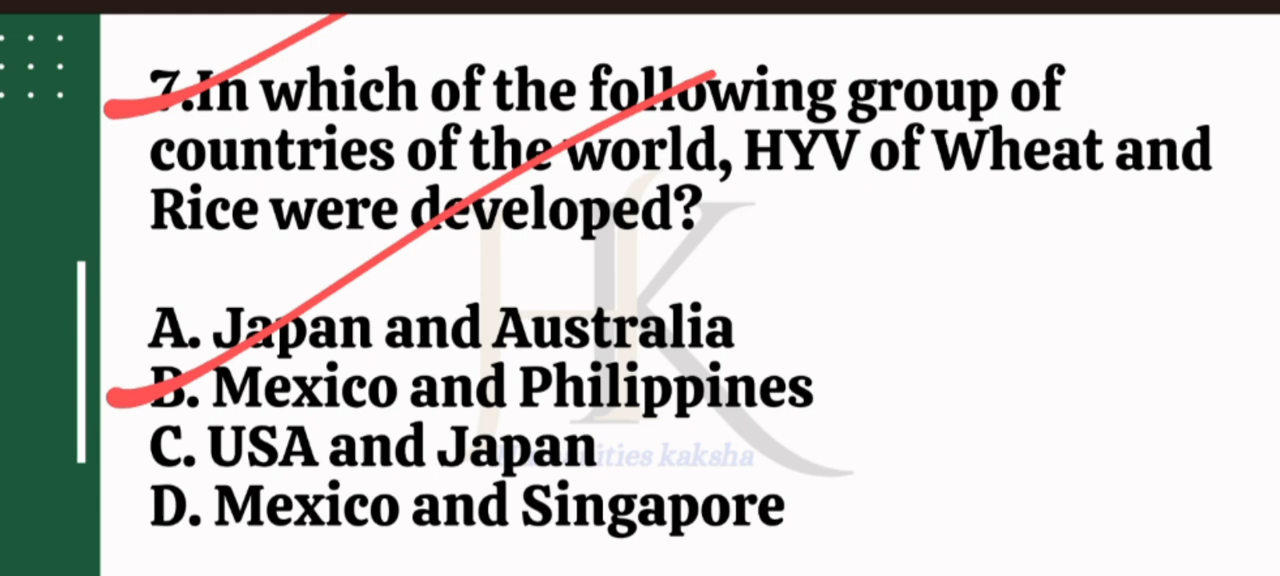 7.In which of the following group of
countries of the world, HYV of Wheat and
Rice were developed?
A. Japan and Australia
B. Mexico and Philippines
C. USA and Japan
kaksha
D. Mexico and Singapore